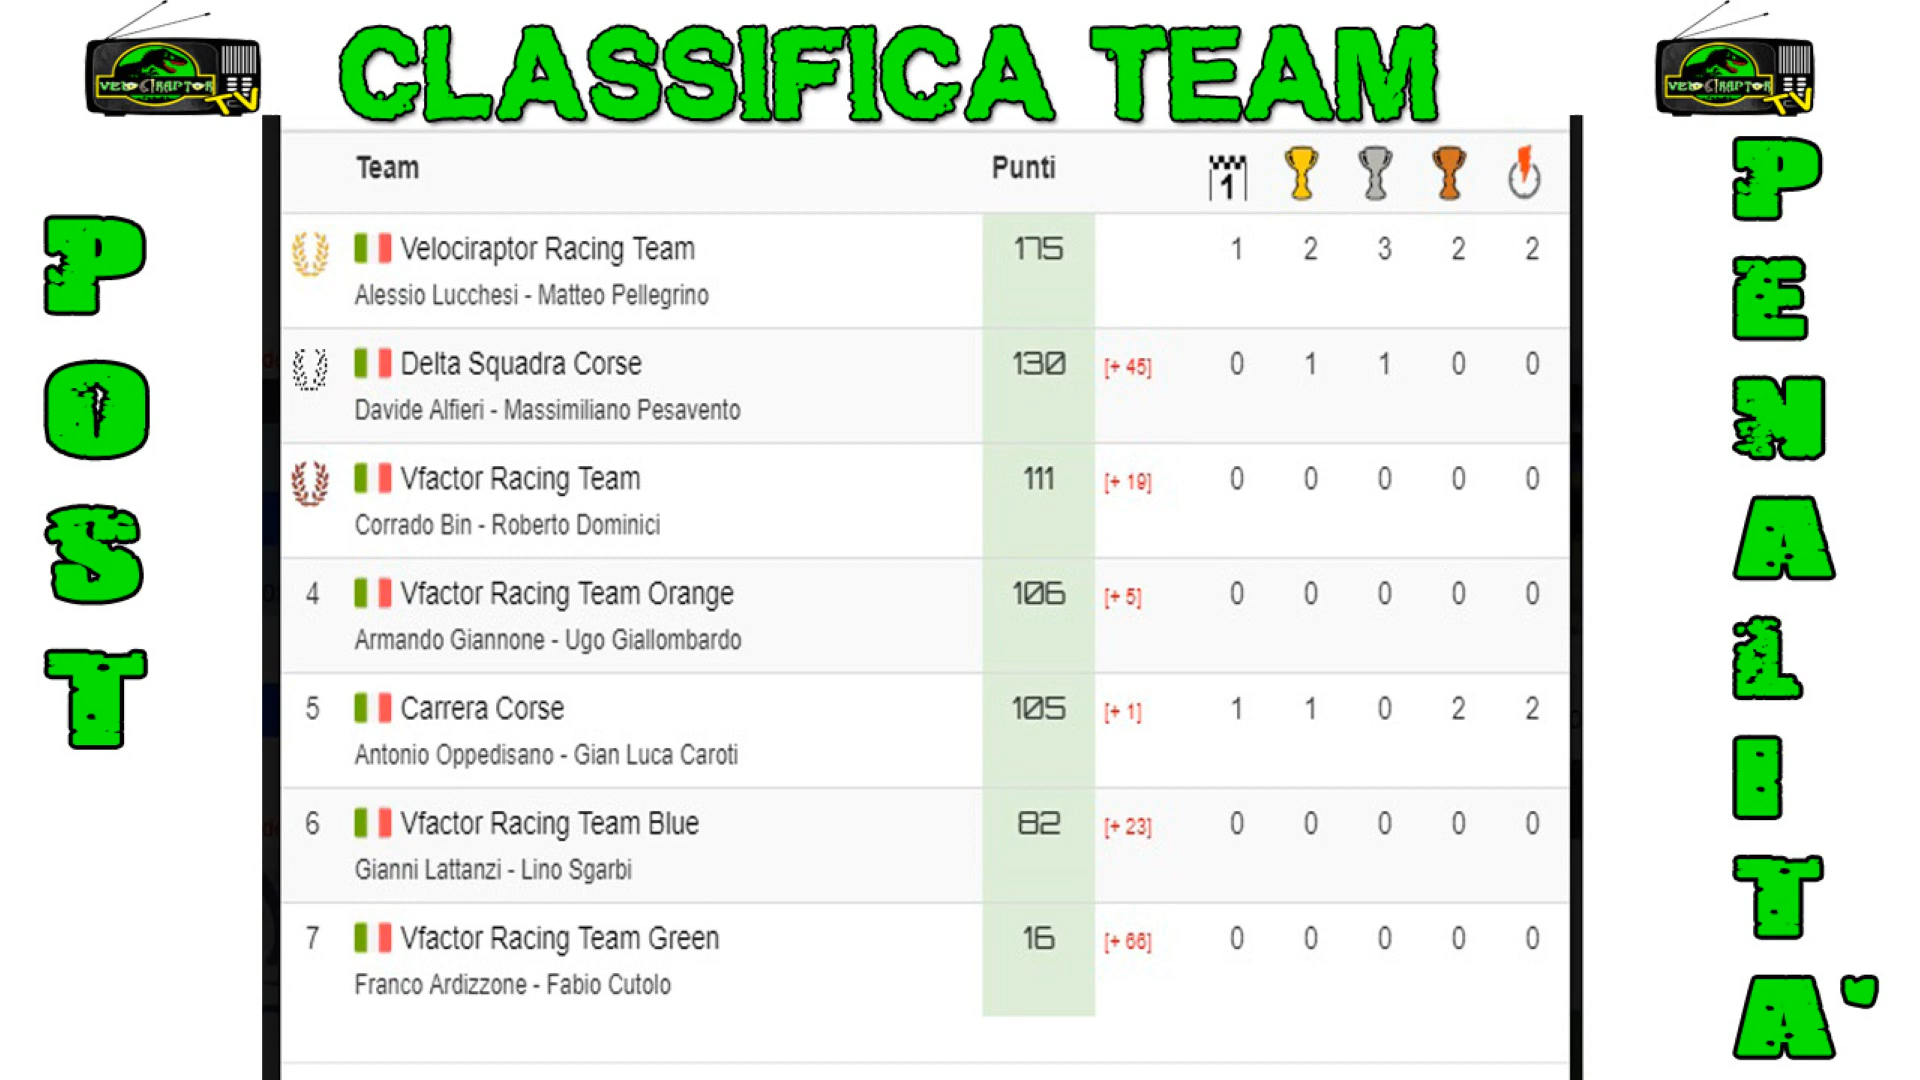 CLASSIFICA TEAM
VELOCIRAPTOR TV
VELOCIRAPTOR TV
POST
PENALITA'
Team Punti 1
Velociraptor Racing Team 175 1 2 3 2 2
Alessio Lucchesi - Matteo Pellegrino
Delta Squadra Corse 130 [+ 45] 0 1 1 0 0
Davide Alfieri - Massimiliano Pesavento
Vfactor Racing Team 111 [+ 19] 0 0 0 0 0
Corrado Bin - Roberto Dominici
4 Vfactor Racing Team Orange 106 [+ 5] 0 0 0 0 0
Armando Giannone - Ugo Giallombardo
5 Carrera Corse 105 [+ 1] 1 1 0 2 2
Antonio Oppedisano - Gian Luca Caroti
6 Vfactor Racing Team Blue 82 [+ 23] 0 0 0 0 0
Gianni Lattanzi - Lino Sgarbi
7 Vfactor Racing Team Green 16 [+ 66] 0 0 0 0 0
Franco Ardizzone - Fabio Cutolo